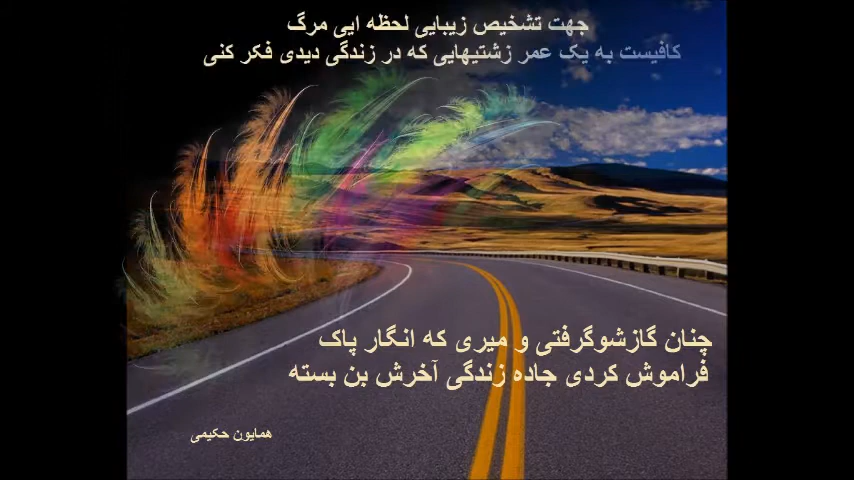 جهت تشخیص زیبایی لحظه ایی مرگ
کافیست به یک عمر زشتیهایی که در زندگی دیدی فکر کنی
چنان گازشوگرفتی و میری که انگار پاک
فراموش کردی جاده زندگی آخرش بن بسته
همایون حکیمی